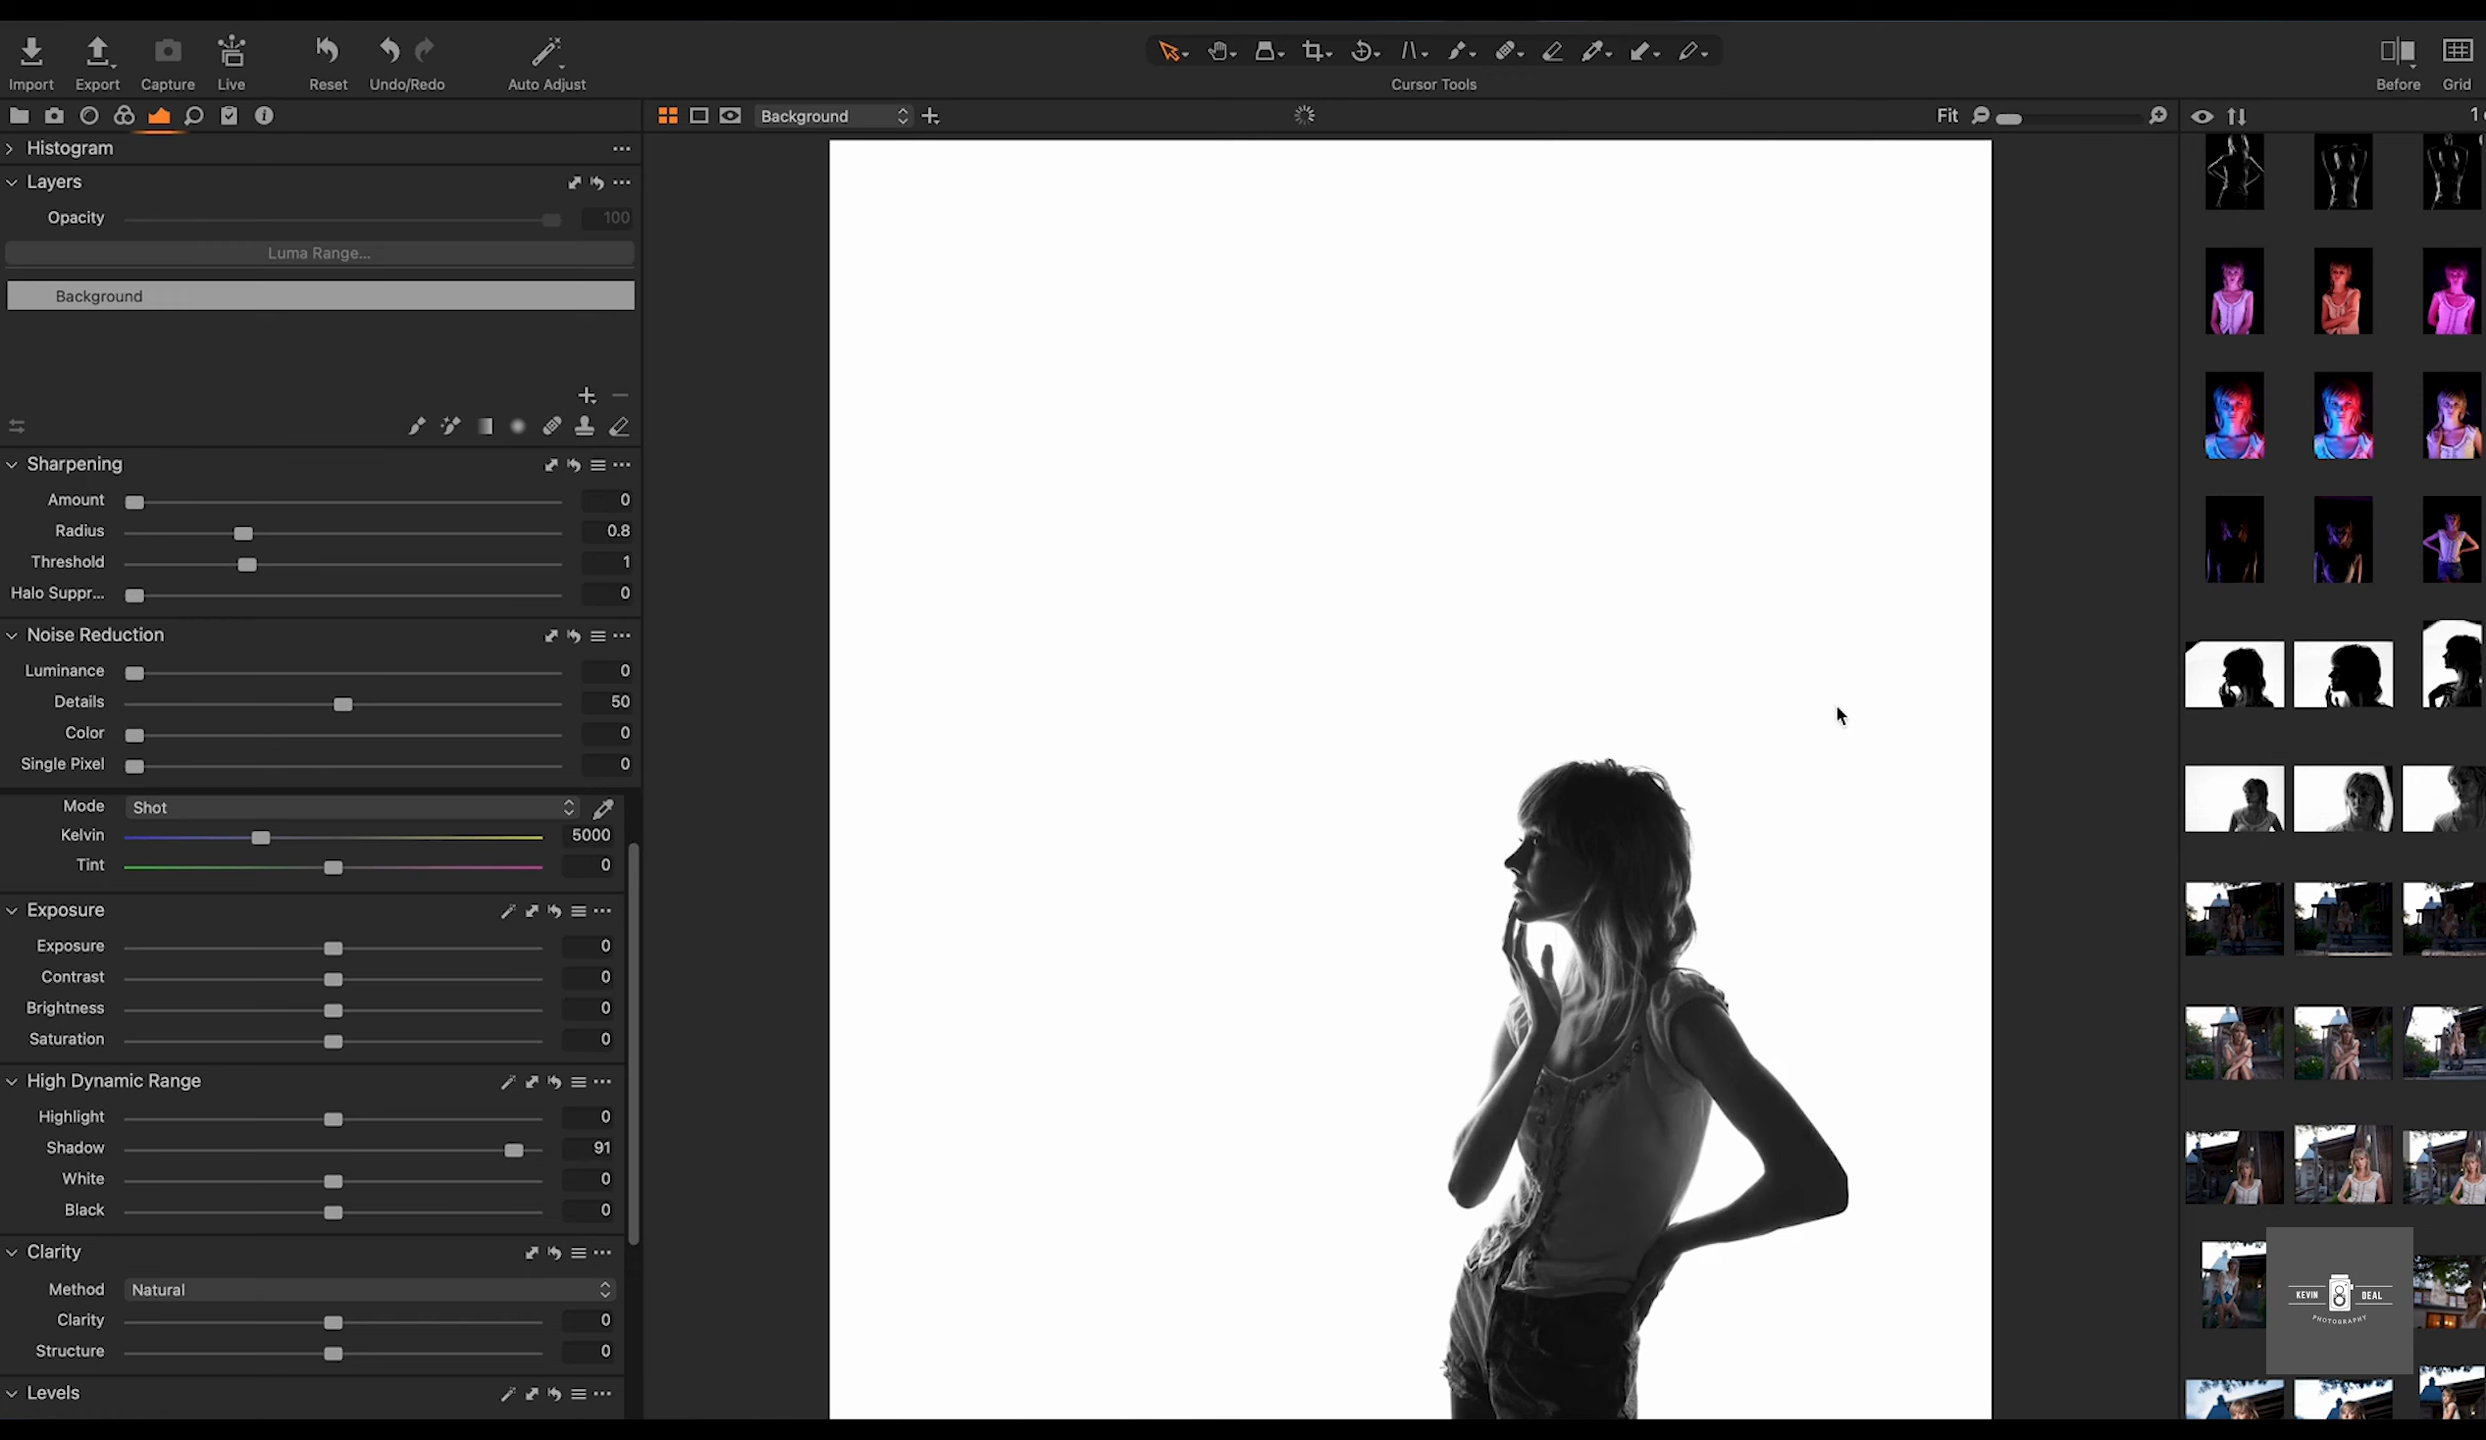 Import
Export
Capture
Live
Reset
Undo/Redo
Auto Adjust
Cursor Tools
Before
Grid
Background
Fit
1
Histogram
Layers
Opacity 100
Luma Range...
Background
Sharpening
Amount 0
Radius 0.8
Threshold 1
Halo Suppr... 0
Noise Reduction
Luminance 0
Details 50
Color 0
Single Pixel 0
Mode Shot
Kelvin 5000
Tint 0
Exposure
Exposure 0
Contrast 0
Brightness 0
Saturation 0
High Dynamic Range
Highlight 0
Shadow 91
White 0
Black 0
Clarity
Method Natural
Clarity 0
Structure 0
Levels
KEVIN DEAL
PHOTOGRAPHY